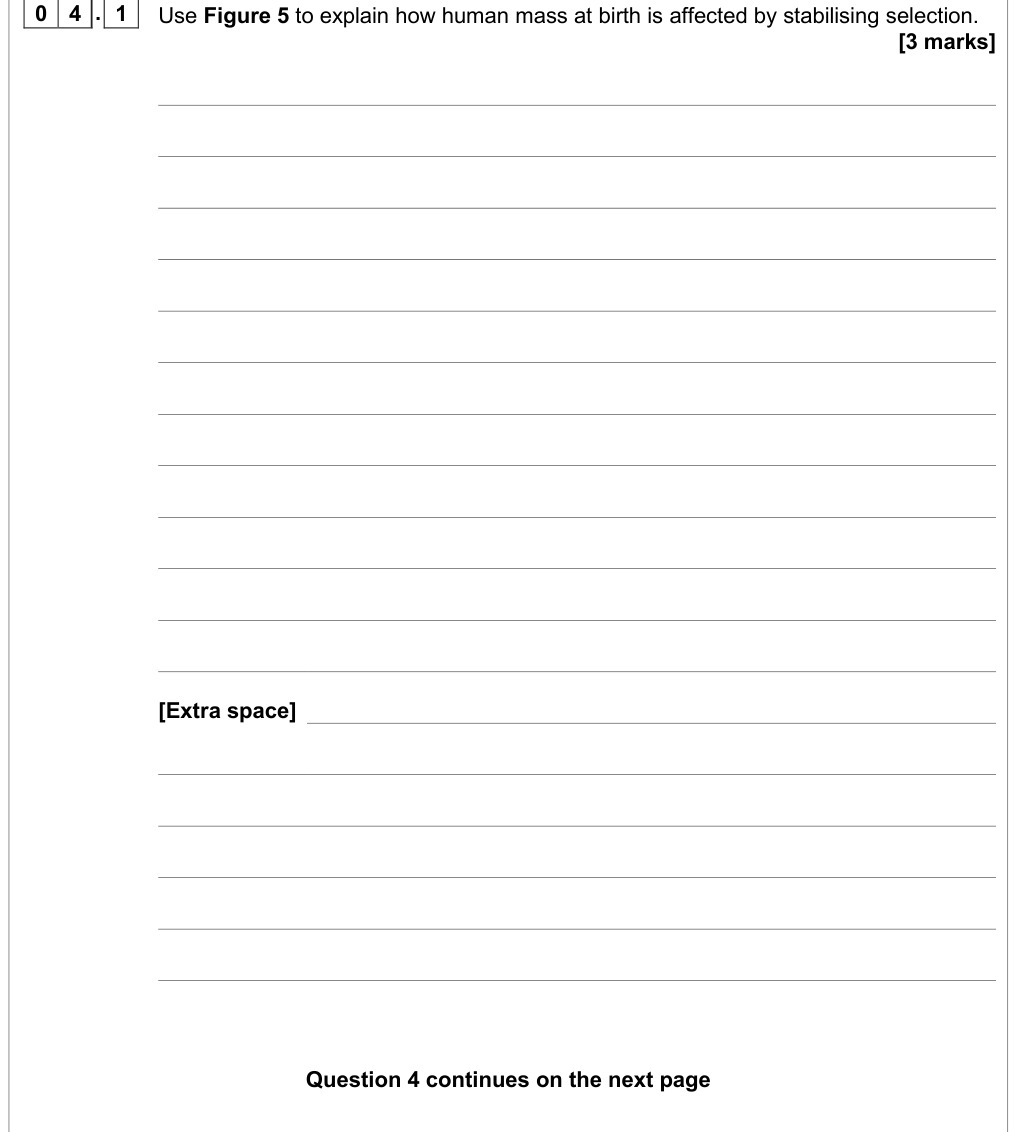 0 4 . 1 Use Figure 5 to explain how human mass at birth is affected by stabilising selection.
[3 marks]
[Extra space]
Question 4 continues on the next page